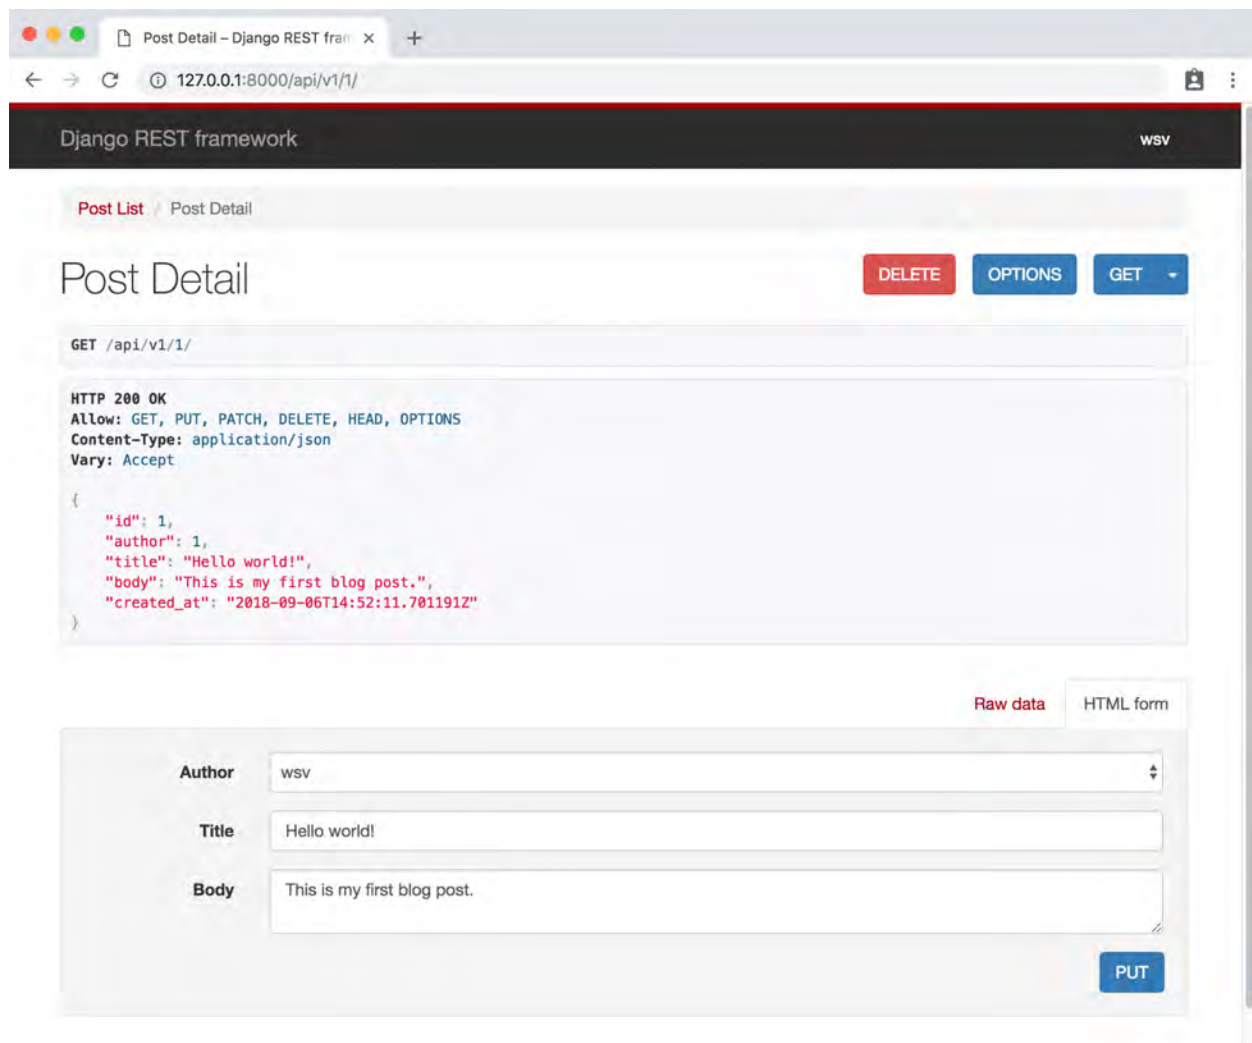 Post Detail – Django REST fram
127.0.0.1:8000/api/v1/1/
Django REST framework
wsv
Post List / Post Detail
Post Detail
DELETE
OPTIONS
GET
GET /api/v1/1/
HTTP 200 OK
Allow: GET, PUT, PATCH, DELETE, HEAD, OPTIONS
Content-Type: application/json
Vary: Accept
{
"id": 1,
"author": 1,
"title": "Hello world!",
"body": "This is my first blog post.",
"created_at": "2018-09-06T14:52:11.701191Z"
}
Raw data
HTML form
Author
wsv
Title
Hello world!
Body
This is my first blog post.
PUT